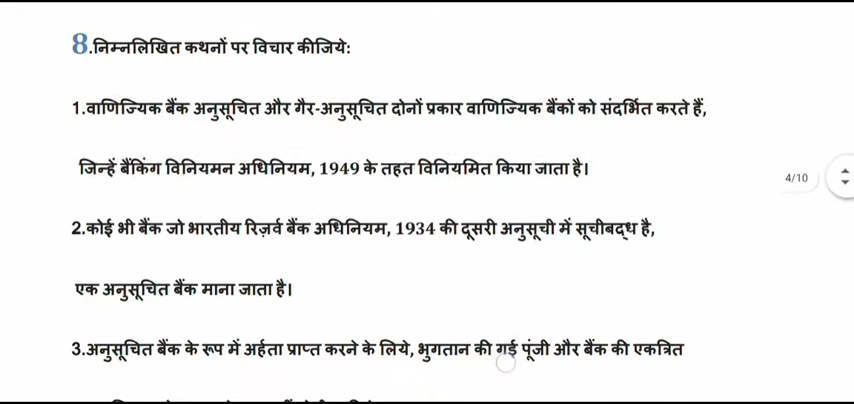 8.निम्नलिखित कथनों पर विचार कीजिये:
1.वाणिज्यिक बैंक अनुसूचित और गैर-अनुसूचित दोनों प्रकार वाणिज्यिक बैंकों को संदर्भित करते हैं,
जिन्हें बैंकिंग विनियमन अधिनियम, 1949 के तहत विनियमित किया जाता है।
4/10
2.कोई भी बैंक जो भारतीय रिज़र्व बैंक अधिनियम, 1934 की दूसरी अनुसूची में सूचीबद्ध है,
एक अनुसूचित बैंक माना जाता है।
3.अनुसूचित बैंक के रूप में अर्हता प्राप्त करने के लिये, भुगतान की गई पूंजी और बैंक की एकत्रित